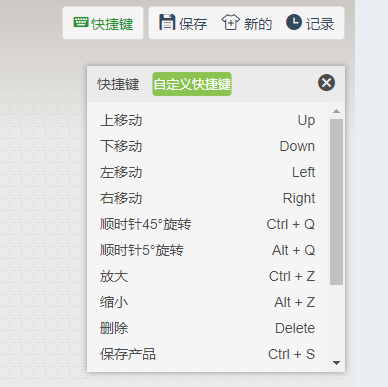 快捷键 保存 新的 记录
快捷键 自定义快捷键
上移动 Up
下移动 Down
左移动 Left
右移动 Right
顺时针45°旋转 Ctrl + Q
顺时针5°旋转 Alt + Q
放大 Ctrl + Z
缩小 Alt + Z
删除 Delete
保存产品 Ctrl + S